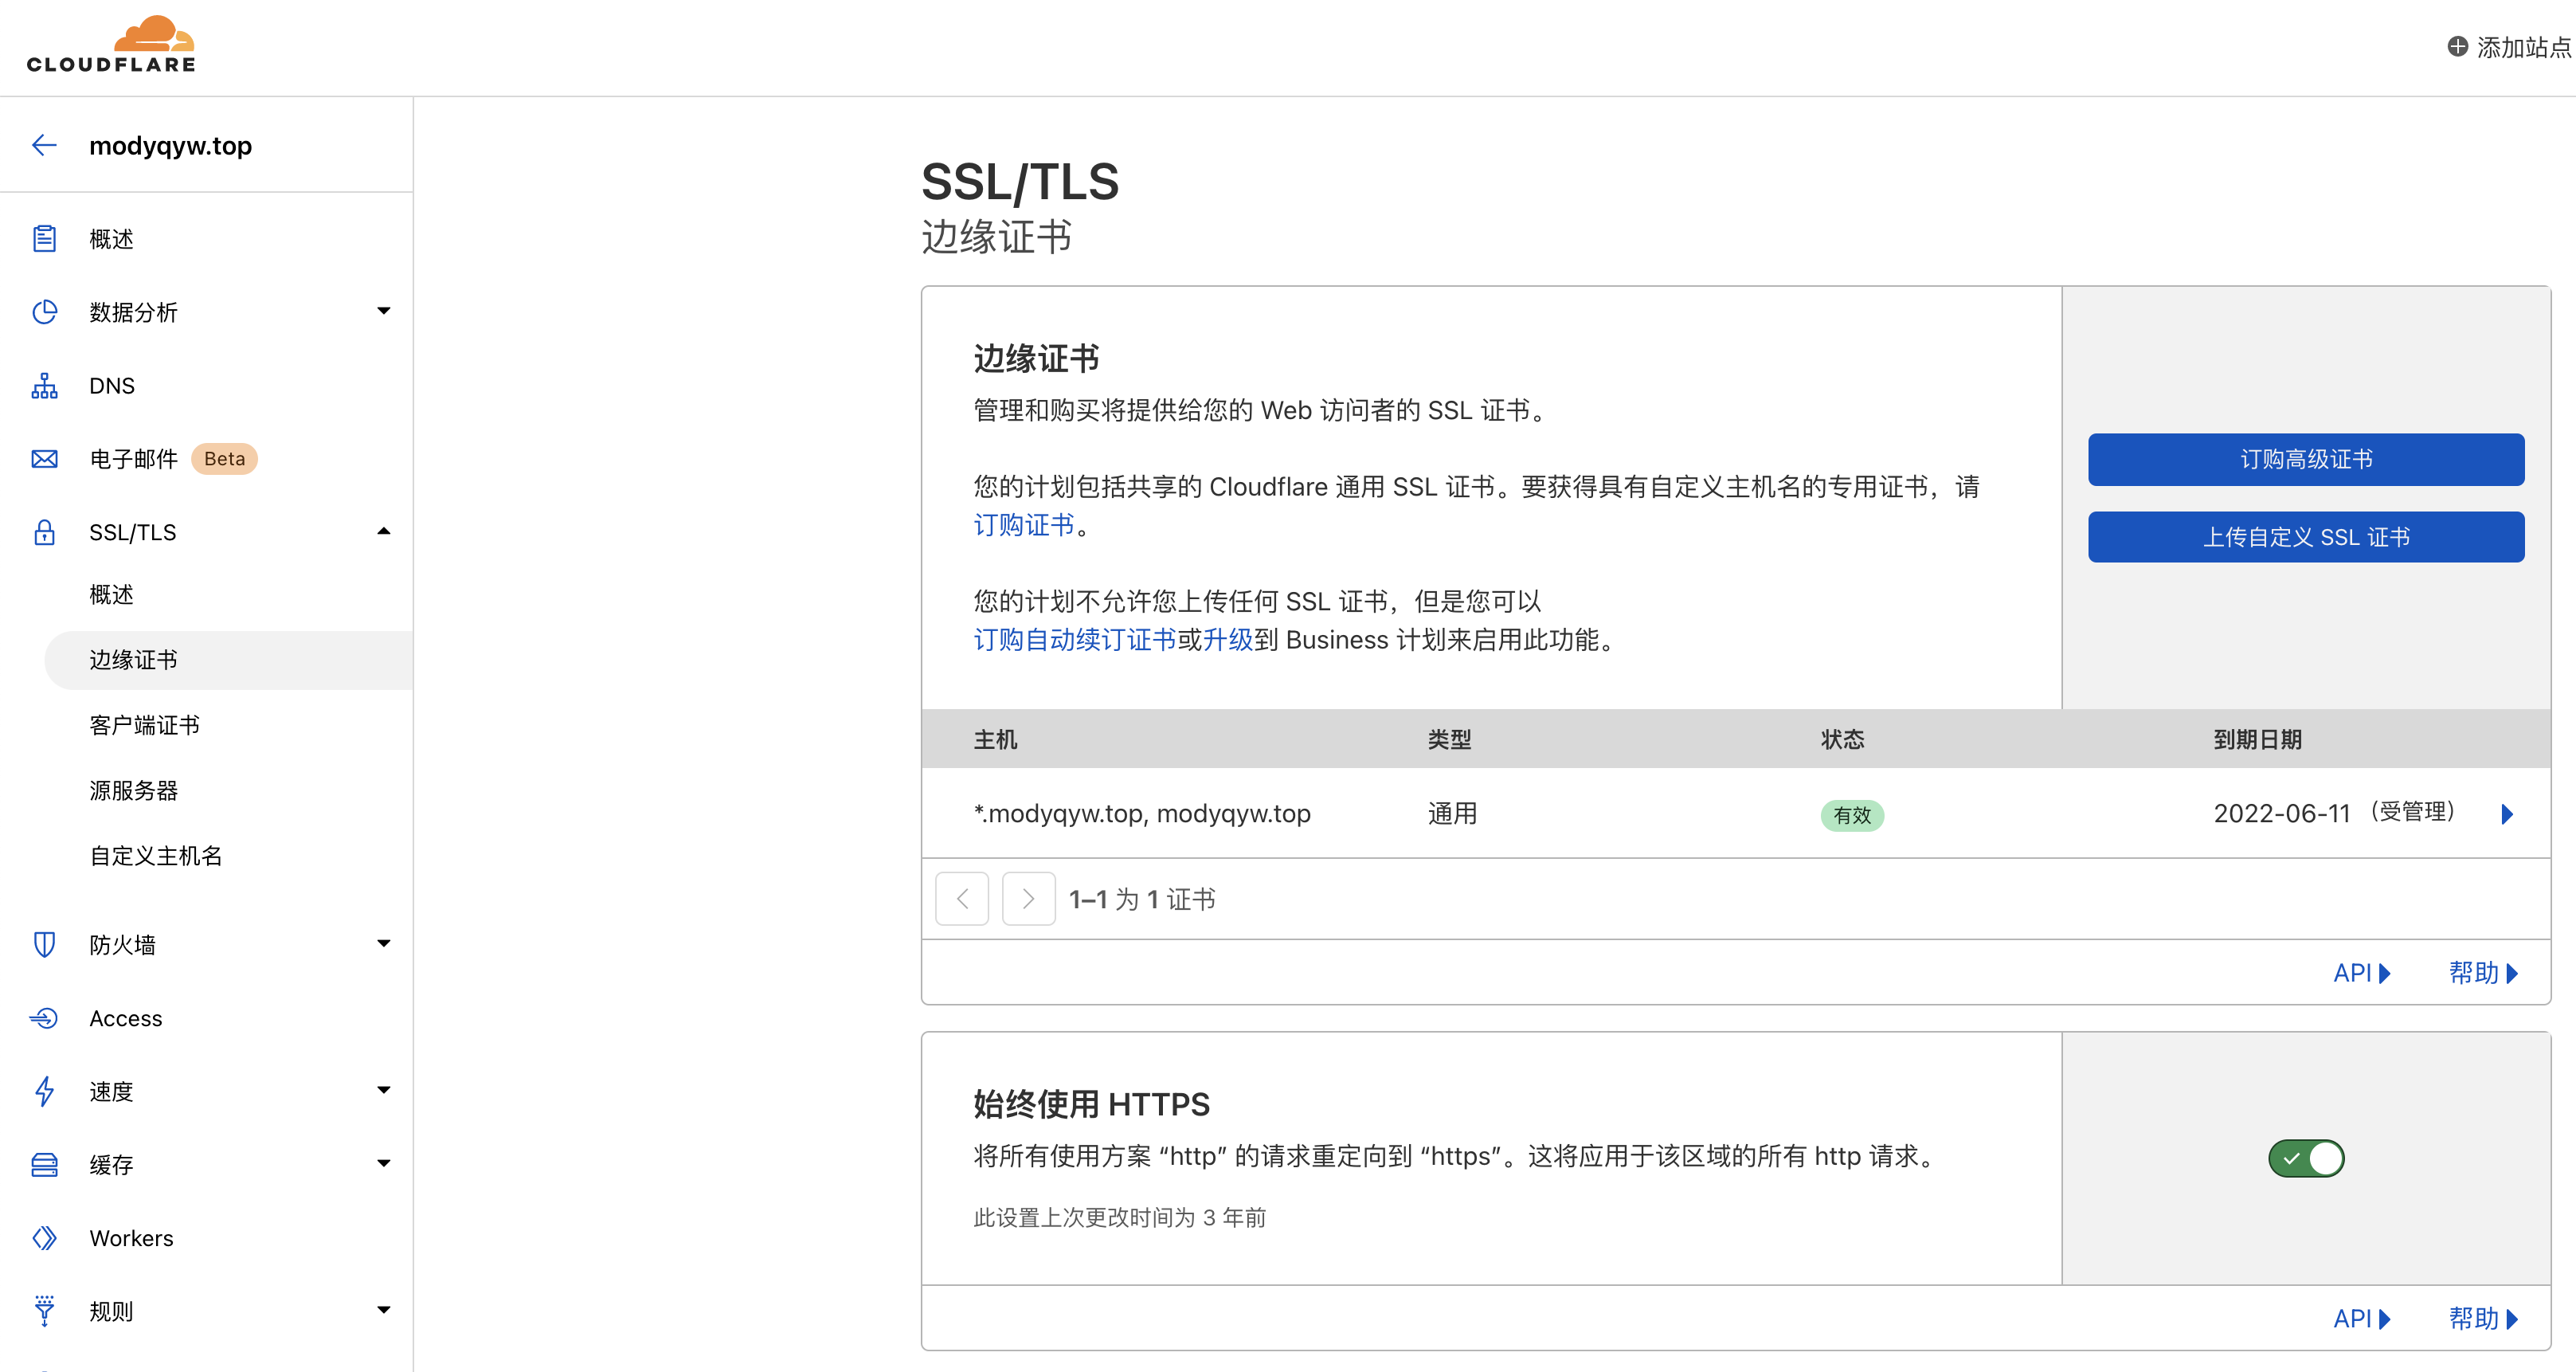 CLOUDFLARE
添加站点
modyqyw.top
概述
数据分析
DNS
电子邮件 Beta
SSL/TLS
概述
边缘证书
客户端证书
源服务器
自定义主机名
防火墙
Access
速度
缓存
Workers
规则
SSL/TLS
边缘证书
边缘证书
管理和购买将提供给您的 Web 访问者的 SSL 证书。
您的计划包括共享的 Cloudflare 通用 SSL 证书。要获得具有自定义主机名的专用证书，请
订购证书。
您的计划不允许您上传任何 SSL 证书，但是您可以
订购自动续订证书或升级到 Business 计划来启用此功能。
订购高级证书
上传自定义 SSL 证书
主机 类型 状态 到期日期
*.modyqyw.top, modyqyw.top 通用 有效 2022-06-11 （受管理）
1–1 为 1 证书
API 帮助
始终使用 HTTPS
将所有使用方案 “http” 的请求重定向到 “https”。这将应用于该区域的所有 http 请求。
此设置上次更改时间为 3 年前
API 帮助